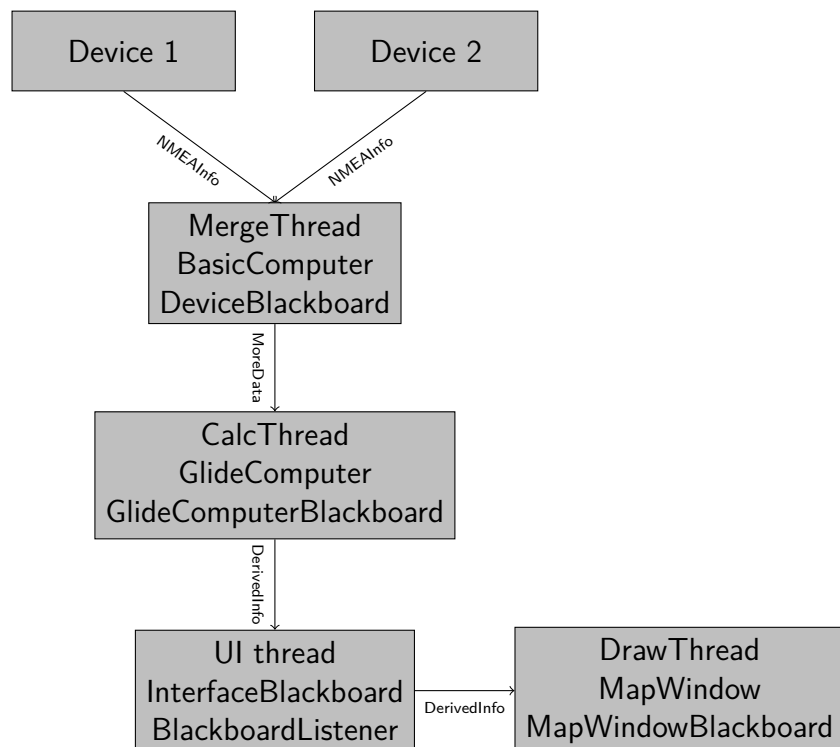 Device 1
Device 2
NMEAInfo
NMEAInfo
MergeThread
BasicComputer
DeviceBlackboard
MoreData
CalcThread
GlideComputer
GlideComputerBlackboard
DerivedInfo
UI thread
InterfaceBlackboard
BlackboardListener
DerivedInfo
DrawThread
MapWindow
MapWindowBlackboard